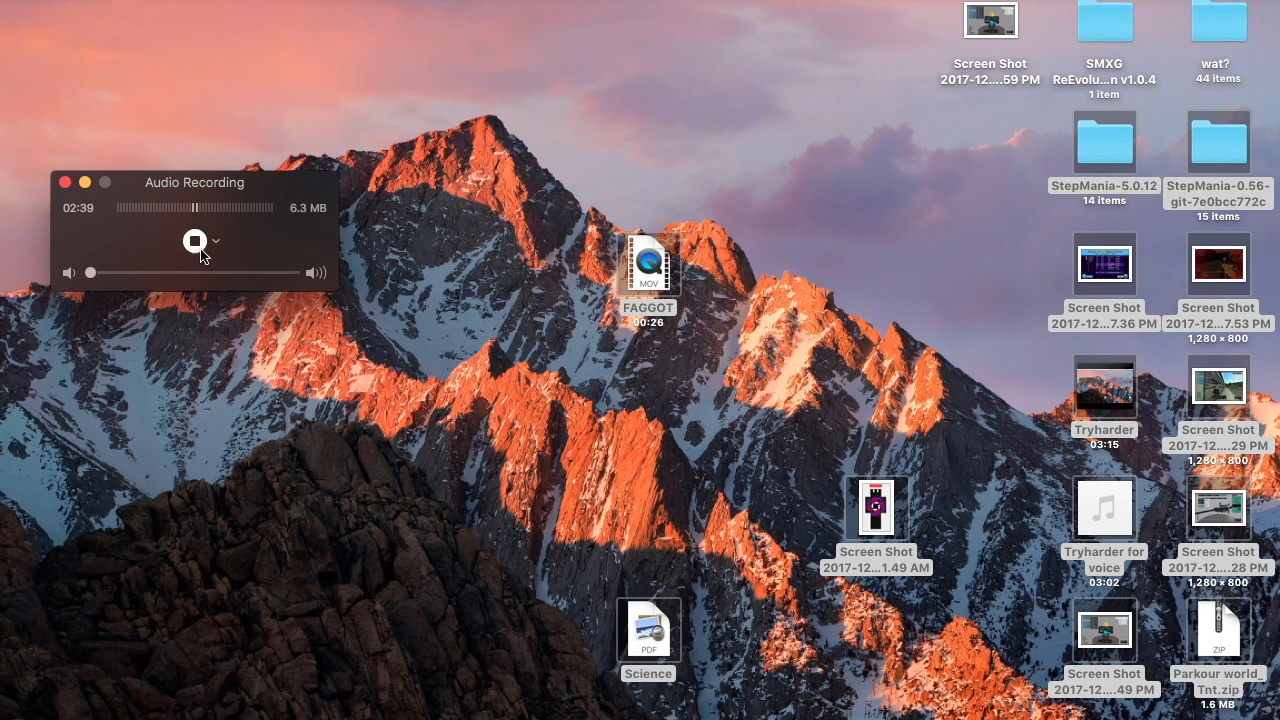 Audio Recording
02:39
6.3 MB
Screen Shot
2017-12....59 PM
SMXG
ReEvolu...n v1.0.4
1 item
wat?
44 items
StepMania-5.0.12
14 items
StepMania-0.56-
git-7e0bcc772c
15 items
MOV
FAGGOT
00:26
Screen Shot
2017-12...7.36 PM
Screen Shot
2017-12...7.53 PM
1,280 × 800
Tryharder
03:15
Screen Shot
2017-12....29 PM
1,280 × 800
Screen Shot
2017-12...1.49 AM
Tryharder for
voice
03:02
Screen Shot
2017-12....28 PM
1,280 × 800
PDF
Science
Screen Shot
2017-12....49 PM
ZIP
Parkour world_
Tnt.zip
1.6 MB